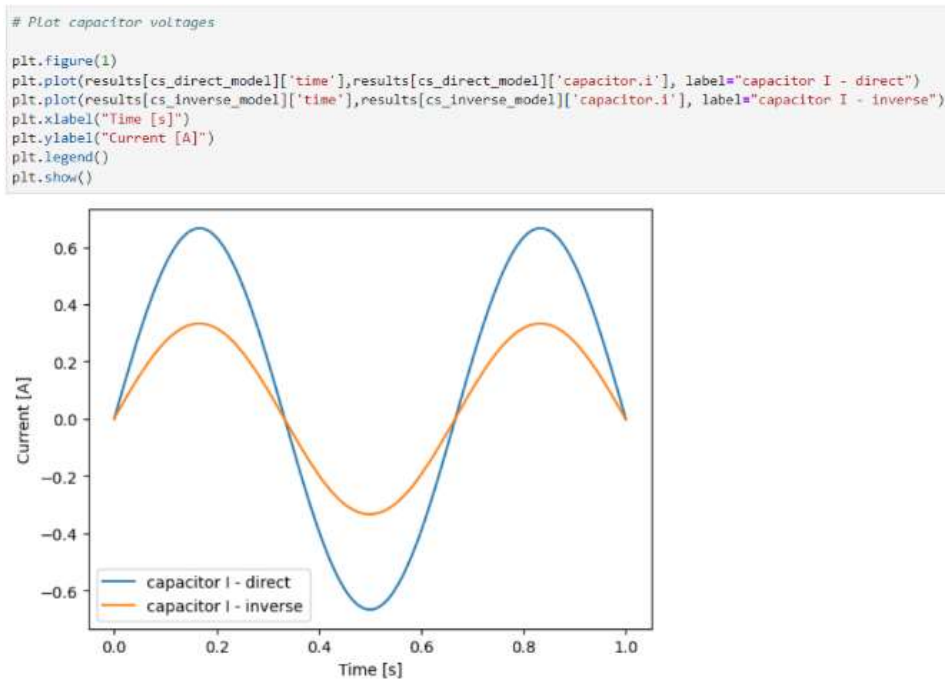 # Plot capacitor voltages
plt.figure(1)
plt.plot(results[cs_direct_model]['time'],results[cs_direct_model]['capacitor.i'], label="capacitor I - direct")
plt.plot(results[cs_inverse_model]['time'],results[cs_inverse_model]['capacitor.i'], label="capacitor I - inverse")
plt.xlabel("Time [s]")
plt.ylabel("Current [A]")
plt.legend()
plt.show()
0.6
0.4
0.2
0.0
−0.2
−0.4
−0.6
Current [A]
capacitor I - direct
capacitor I - inverse
0.0 0.2 0.4 0.6 0.8 1.0
Time [s]